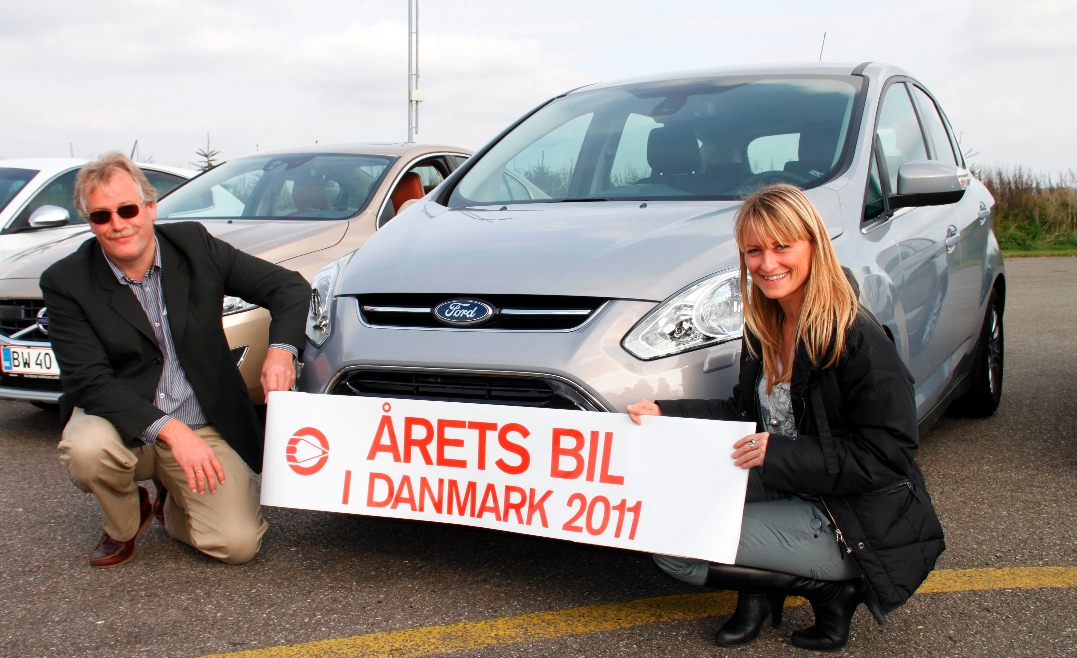 Ford
BW 40
ÅRETS BIL
I DANMARK 2011